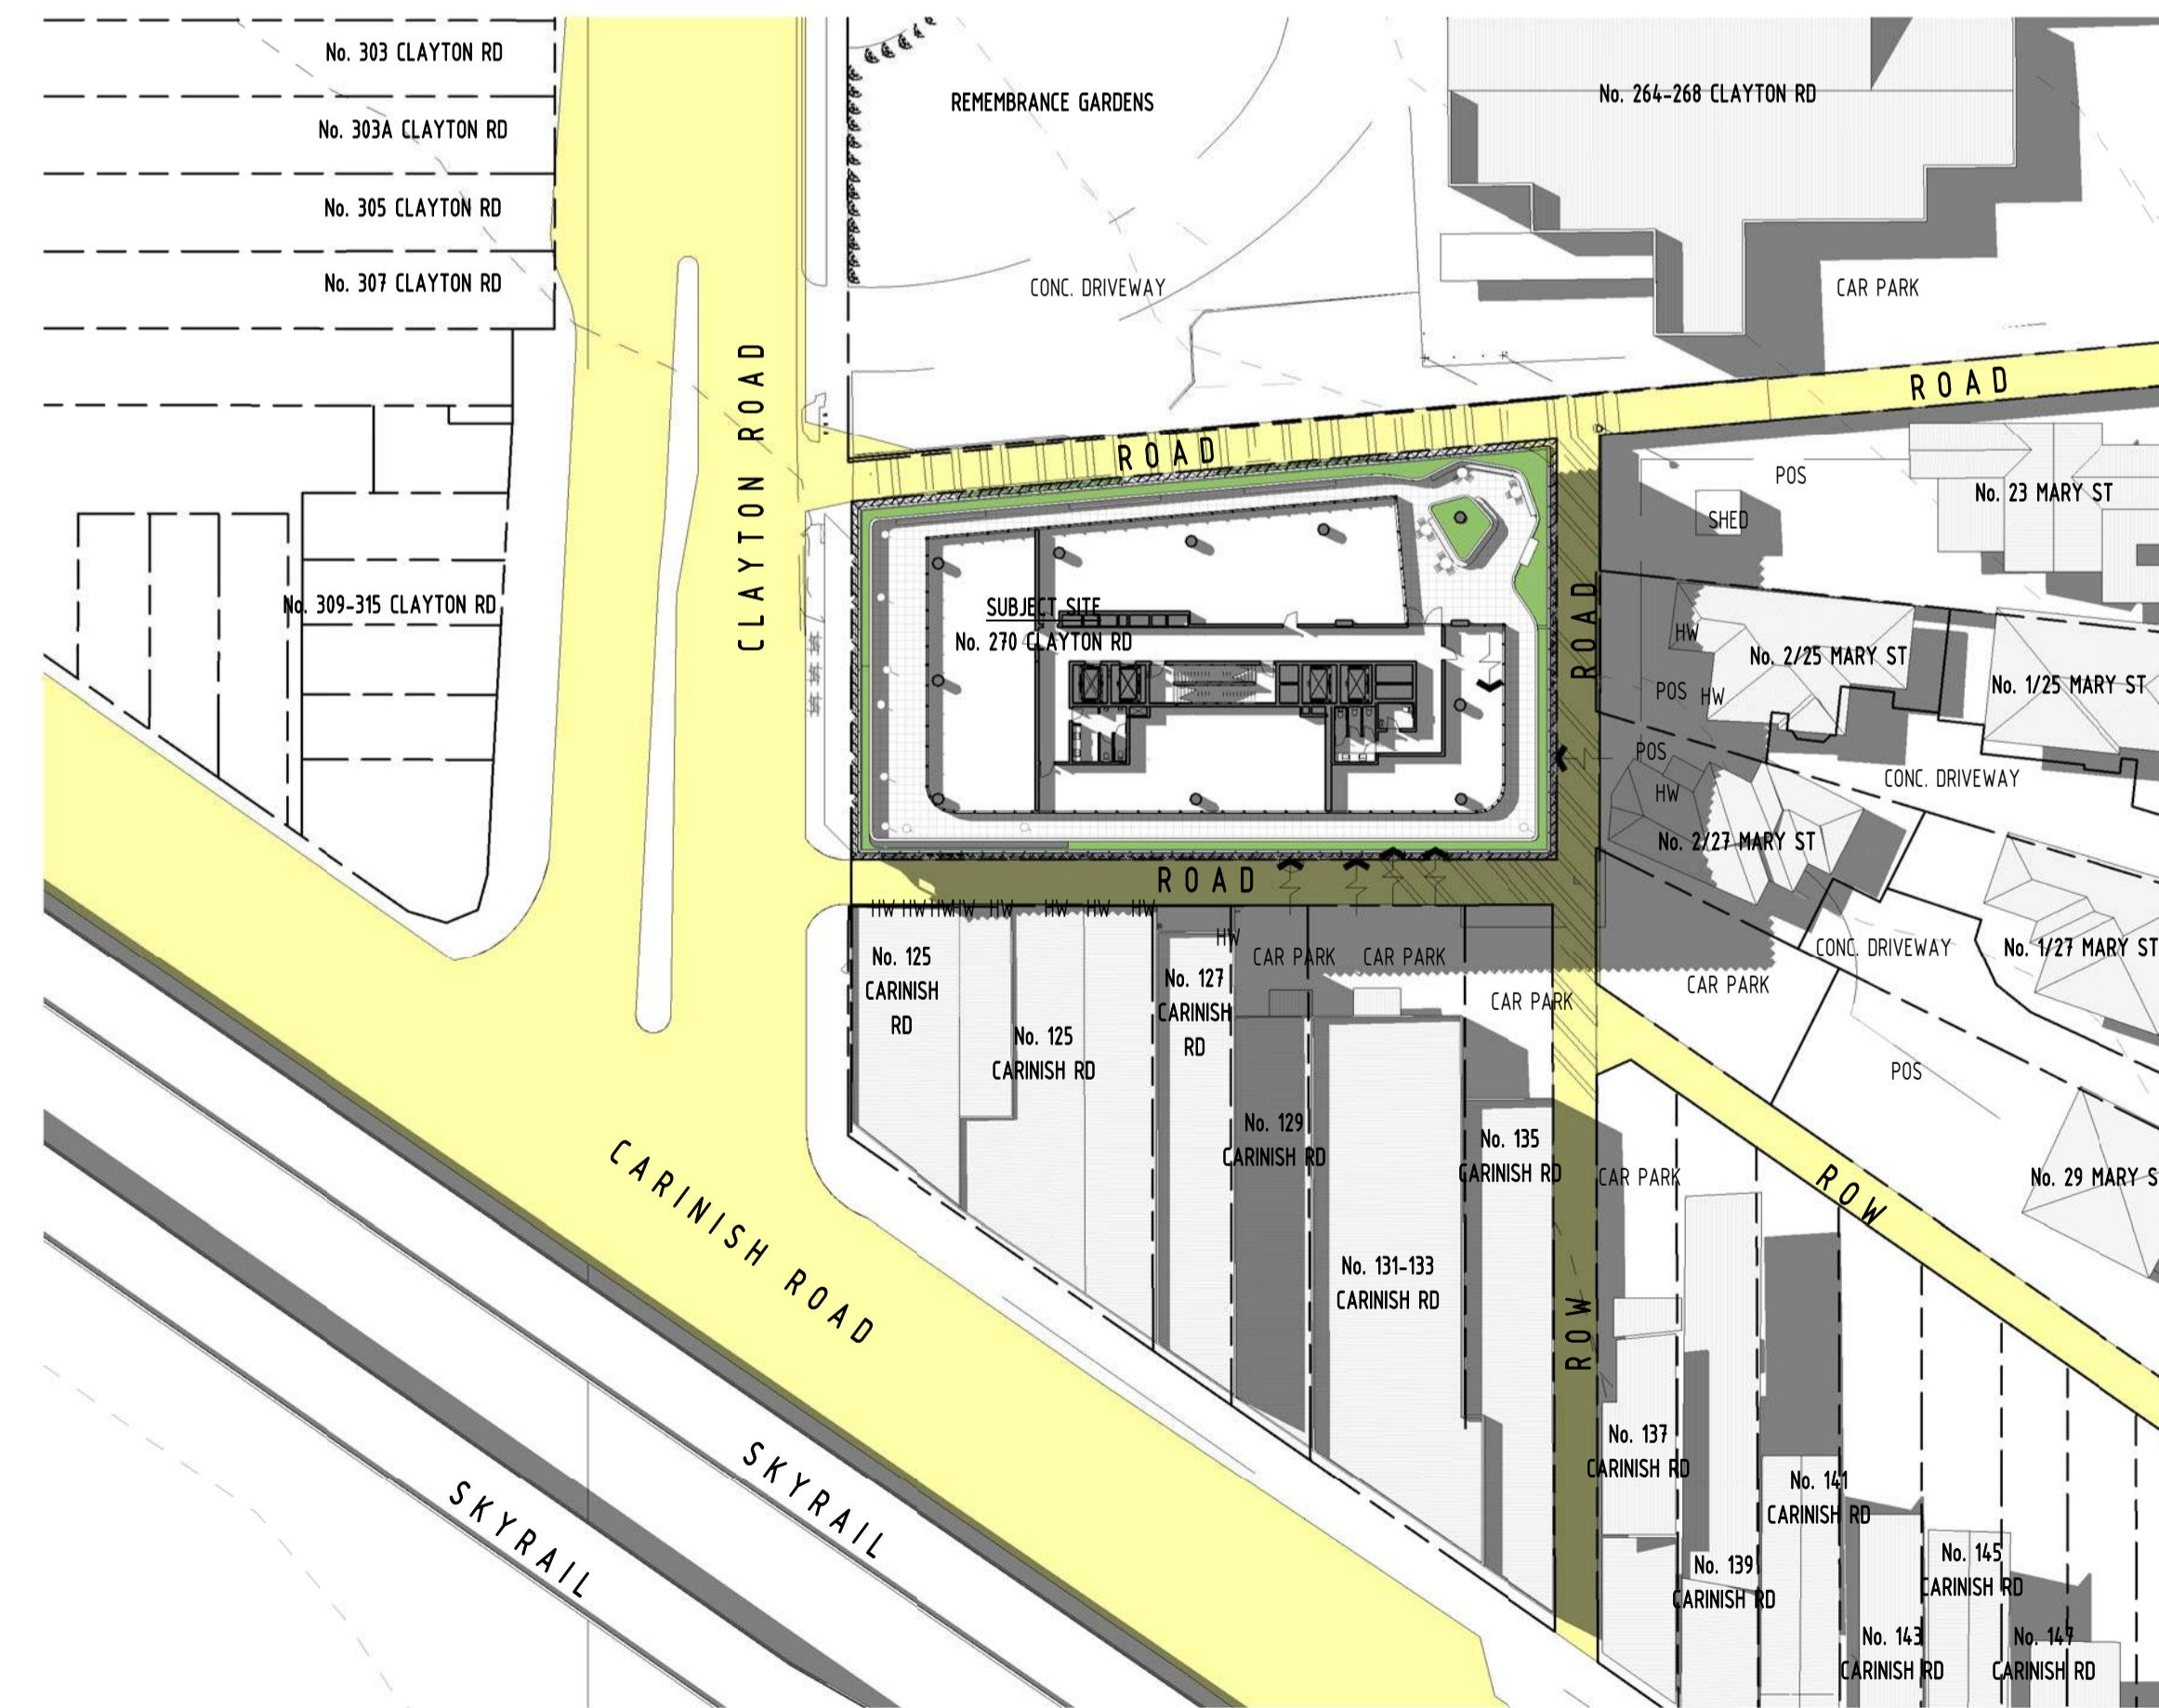 No. 303 CLAYTON RD
No. 303A CLAYTON RD
No. 305 CLAYTON RD
No. 307 CLAYTON RD
REMEMBRANCE GARDENS
No. 264-268 CLAYTON RD
CONC. DRIVEWAY
CAR PARK
CLAYTON ROAD
ROAD
ROAD
POS
No. 23 MARY ST
SHED
No. 309-315 CLAYTON RD
SUBJECT SITE
No. 270 CLAYTON RD
ROAD
HW
No. 2/25 MARY ST
No. 1/25 MARY ST
POS
HW
POS
HW
CONC. DRIVEWAY
No. 2/27 MARY ST
ROAD
HW
HW
HW
HW
HW
HW
HW
HW
HW
CAR PARK
CAR PARK
CAR PARK
CAR PARK
CONC. DRIVEWAY
No. 1/27 MARY ST
No. 125
CARINISH
RD
No. 125
CARINISH RD
No. 127
CARINISH
RD
No. 129
CARINISH RD
No. 131-133
CARINISH RD
No. 135
CARINISH RD
CAR PARK
POS
ROW
No. 29 MARY S
CARINISH ROAD
ROW
SKYRAIL
SKYRAIL
No. 137
CARINISH RD
No. 139
CARINISH RD
No. 141
CARINISH RD
No. 143
CARINISH RD
No. 145
CARINISH RD
No. 147
CARINISH RD